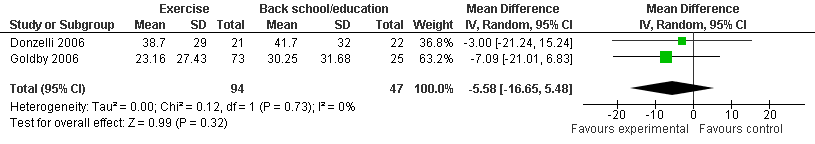 Exercise Back school/education Mean Difference Mean Difference
Study or Subgroup Mean SD Total Mean SD Total Weight IV, Random, 95% CI IV, Random, 95% CI
Donzelli 2006 38.7 29 21 41.7 32 22 36.8% -3.00 [-21.24, 15.24]
Goldby 2006 23.16 27.43 73 30.25 31.68 25 63.2% -7.09 [-21.01, 6.83]
Total (95% CI) 94 47 100.0% -5.58 [-16.65, 5.48]
Heterogeneity: Tau² = 0.00; Chi² = 0.12, df = 1 (P = 0.73); I² = 0%
Test for overall effect: Z = 0.99 (P = 0.32)
-20 -10 0 10 20
Favours experimental Favours control